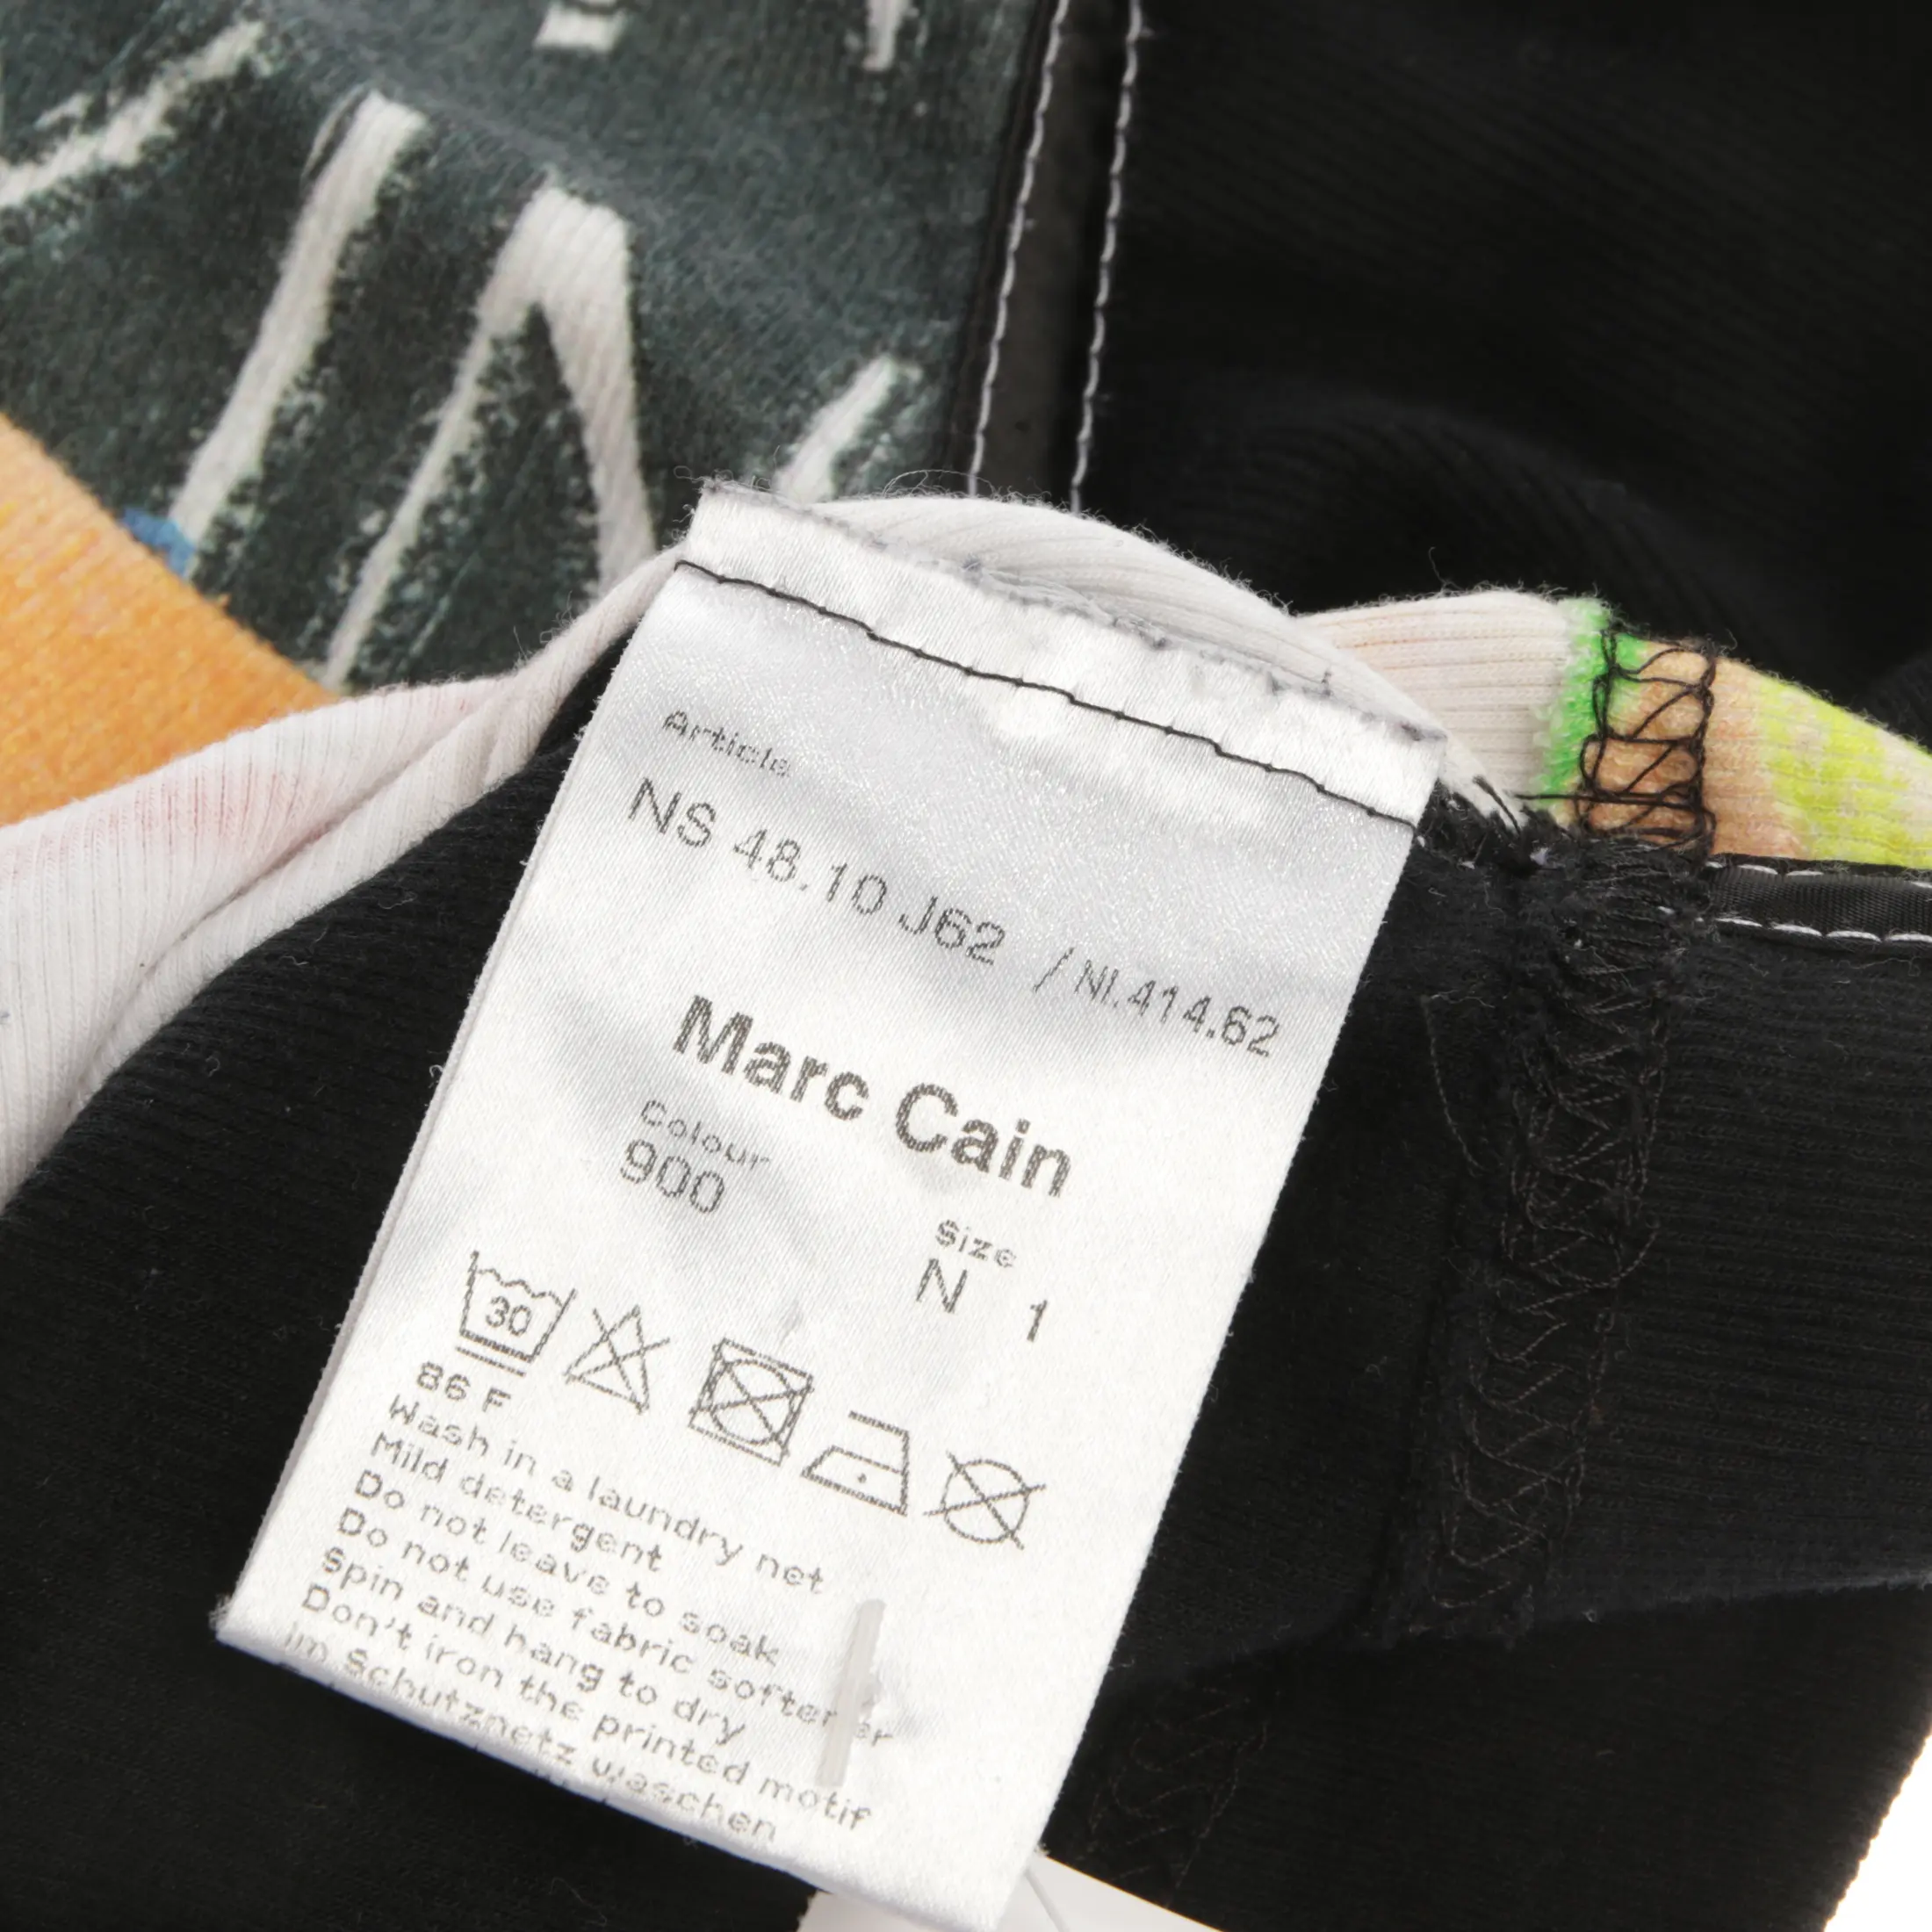 Article
NS 48.10 J62 / NI.414.62
Marc Cain
Colour
900
Size
N 1
30
86 F
Wash in a laundry net
Mild detergent
Do not leave to soak
Do not use fabric softener
Spin and hang to dry
Don't iron the printed motif
im Schutznetz waschen